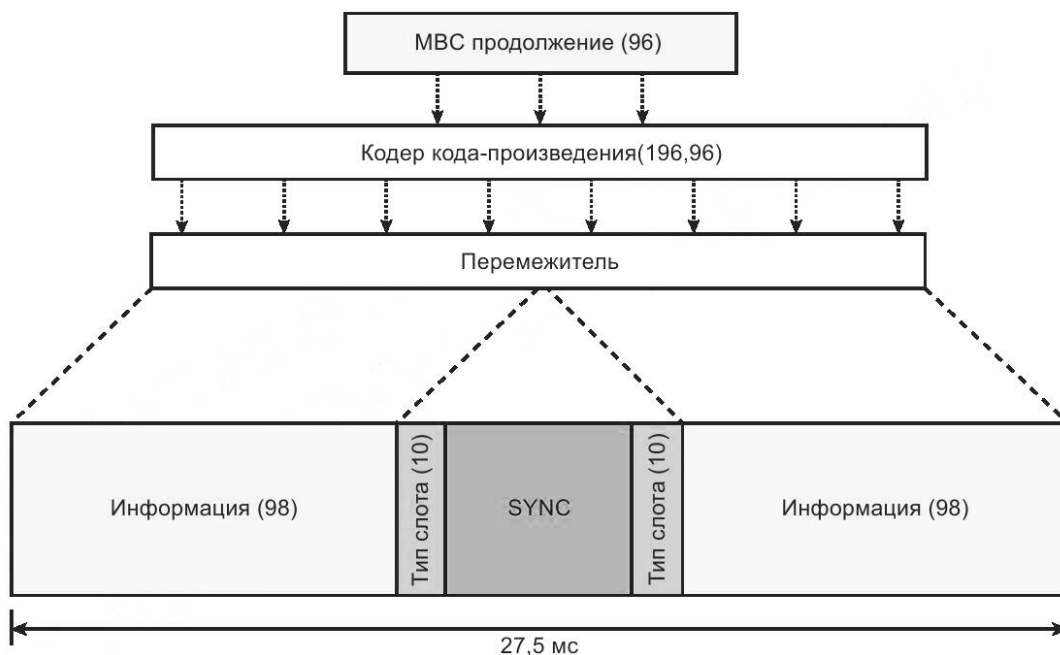 МВС продолжение (96)
Кодер кода-произведения(196,96)
Перемежитель
Информация (98)
Тип слота (10)
SYNC
Тип слота (10)
Информация (98)
27,5 мс